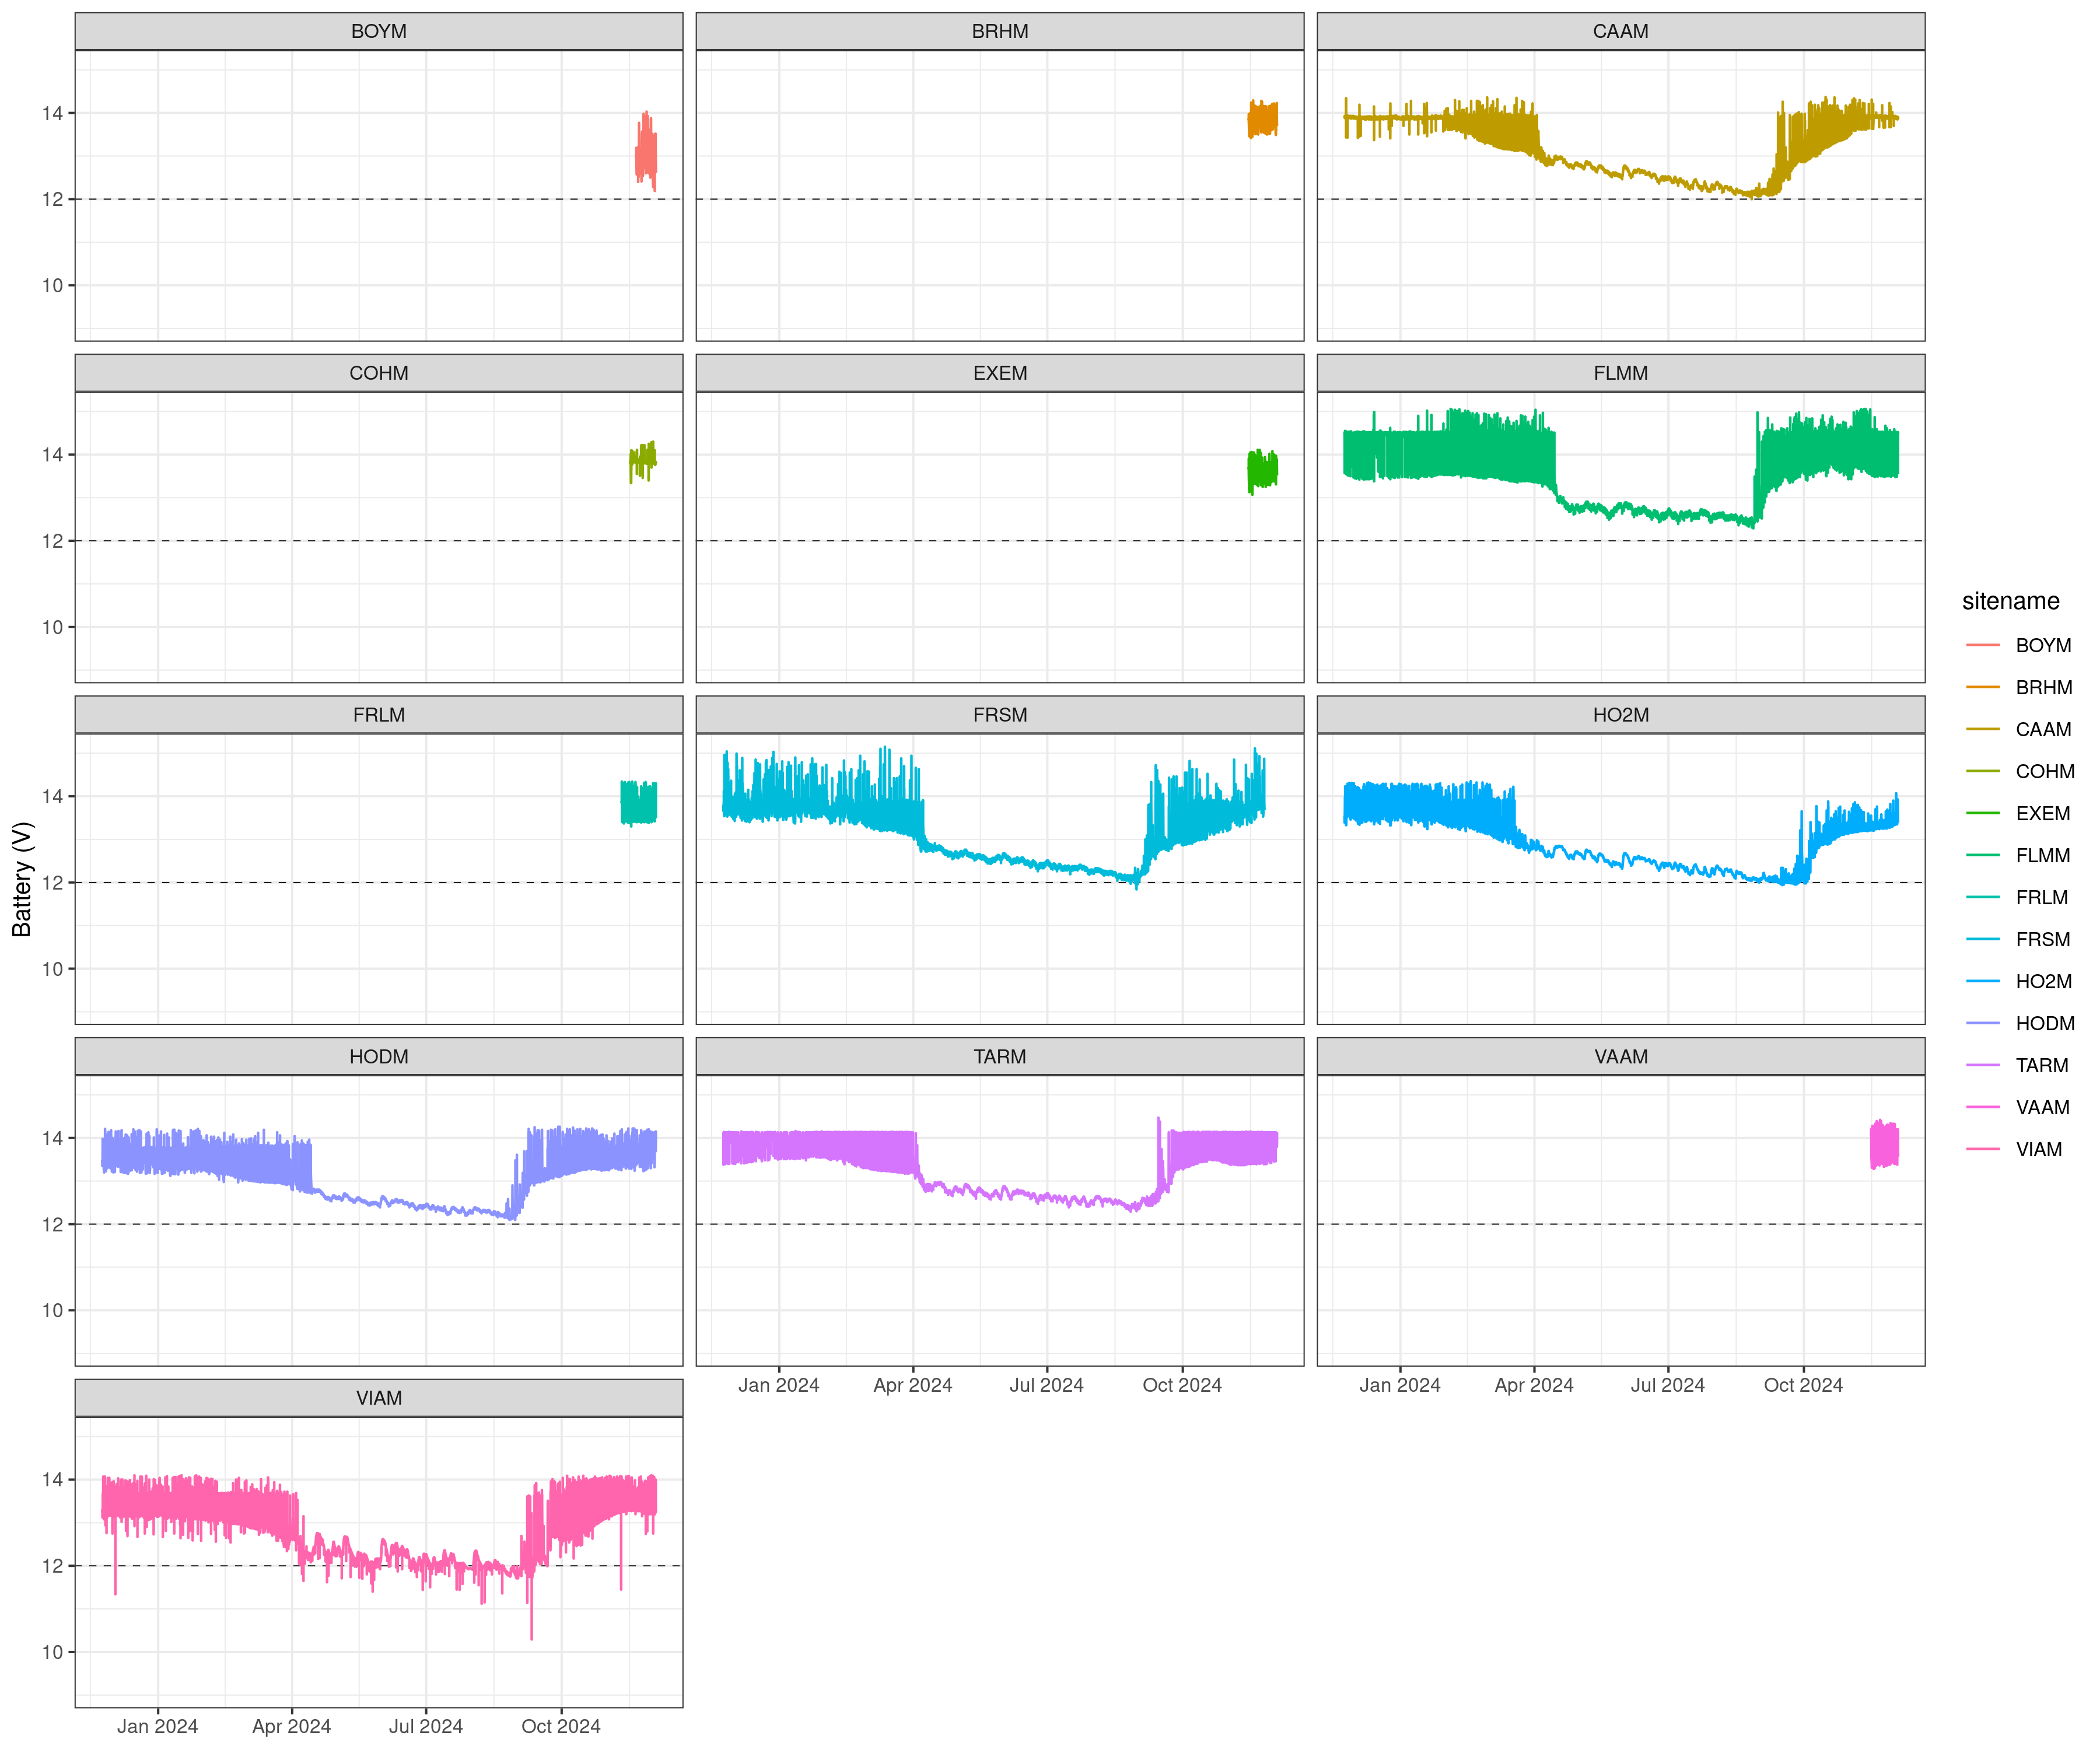 BOYM BRHM CAAM
14
12
10
COHM EXEM FLMM
14
12
10
FRLM FRSM HO2M
14
12
10
HODM TARM VAAM
14
12
10
Jan 2024 Apr 2024 Jul 2024 Oct 2024 Jan 2024 Apr 2024 Jul 2024 Oct 2024
VIAM
14
12
10
Jan 2024 Apr 2024 Jul 2024 Oct 2024
Battery (V)
sitename
BOYM
BRHM
CAAM
COHM
EXEM
FLMM
FRLM
FRSM
HO2M
HODM
TARM
VAAM
VIAM